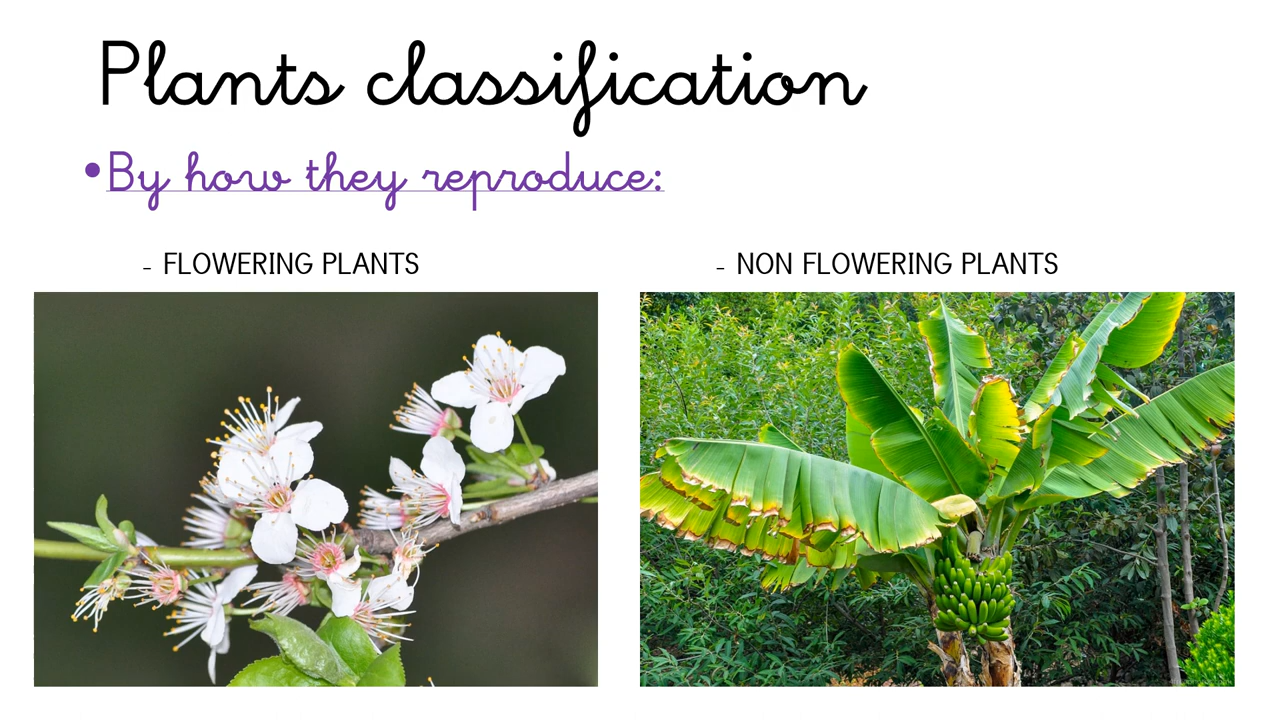 Plants classification
• By how they reproduce:
- FLOWERING PLANTS
- NON FLOWERING PLANTS